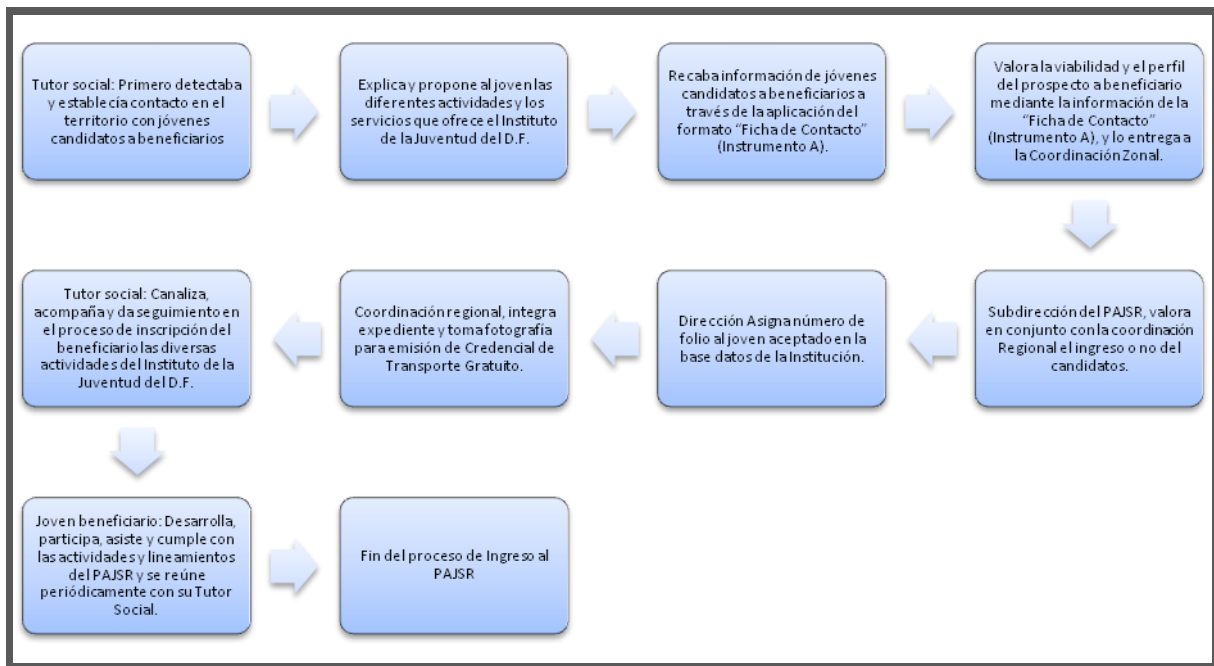 Tutor social: Primero detectaba
y establecía contacto en el
territorio con jóvenes
candidatos a beneficiarios
Explica y propone al joven las
diferentes actividades y los
servicios que ofrece el Instituto
de la Juventud del D.F.
Recaba información de jóvenes
candidatos a beneficiarios a
través de la aplicación del
formato “Ficha de Contacto”
(Instrumento A).
Valora la viabilidad y el perfil
del prospecto a beneficiario
mediante la información de la
“Ficha de Contacto”
(Instrumento A), y lo entrega a
la Coordinación Zonal.
Subdirección del PAJSR, valora
en conjunto con la coordinación
Regional el ingreso o no del
candidatos.
Dirección Asigna número de
folio al joven aceptado en la
base datos de la Institución.
Coordinación regional, integra
expediente y toma fotografía
para emisión de Credencial de
Transporte Gratuito.
Tutor social: Canaliza,
acompaña y da seguimiento en
el proceso de inscripción del
beneficiario las diversas
actividades del Instituto de la
Juventud del D.F.
Joven beneficiario: Desarrolla,
participa, asiste y cumple con
las actividades y lineamientos
del PAJSR y se reúne
periódicamente con su Tutor
Social.
Fin del proceso de Ingreso al
PAJSR